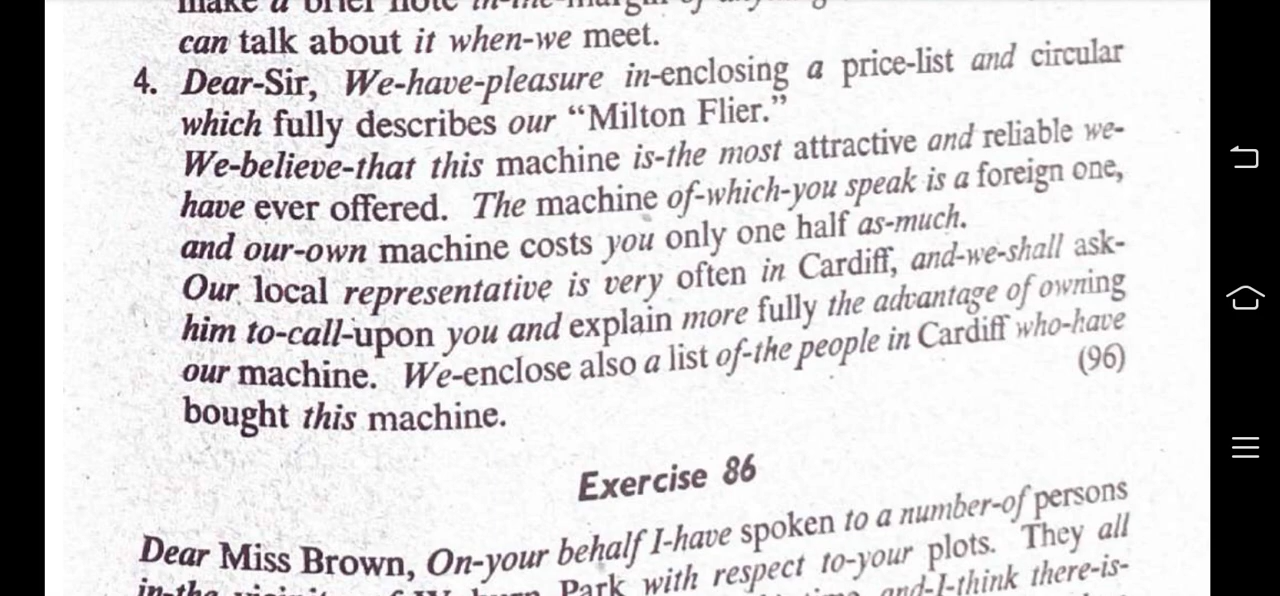 can talk about it when-we meet.
4. Dear-Sir, We-have-pleasure in-enclosing a price-list and circular
which fully describes our “Milton Flier.”
We-believe-that this machine is-the most attractive and reliable we-
have ever offered. The machine of-which-you speak is a foreign one,
and our-own machine costs you only one half as-much.
Our local representative is very often in Cardiff, and-we-shall ask-
him to-call-upon you and explain more fully the advantage of owning
our machine. We-enclose also a list of-the people in Cardiff who-have
bought this machine. (96)
Exercise 86
Dear Miss Brown, On-your behalf I-have spoken to a number-of persons
Park with respect to-your plots. They all
and-I-think there-is-